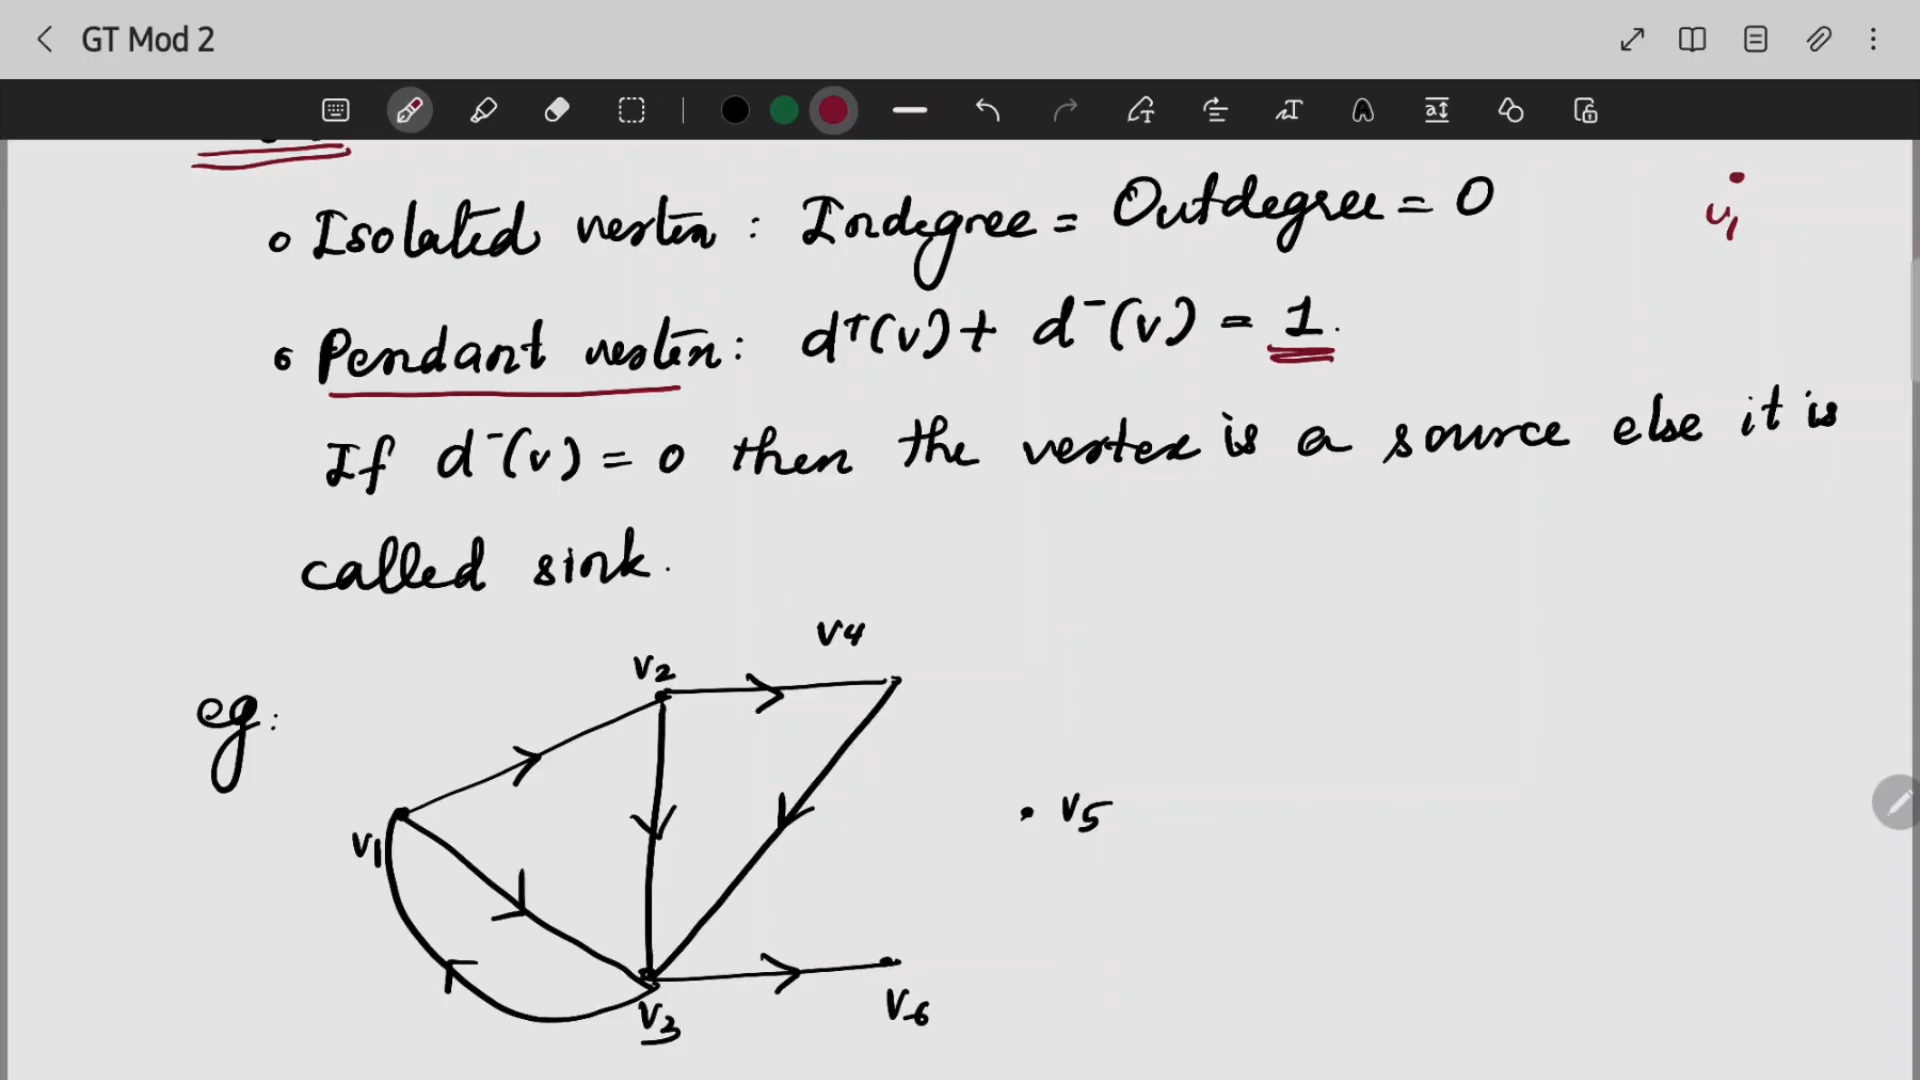 GT Mod 2
Isolated vertex : Indegree = Outdegree = 0
v1
Pendant vertex: d⁺(v) + d⁻(v) = 1.
If d⁻(v) = 0 then the vertex is a source else it is
called sink.
eg:
v4
v2
v5
v1
v3
v6